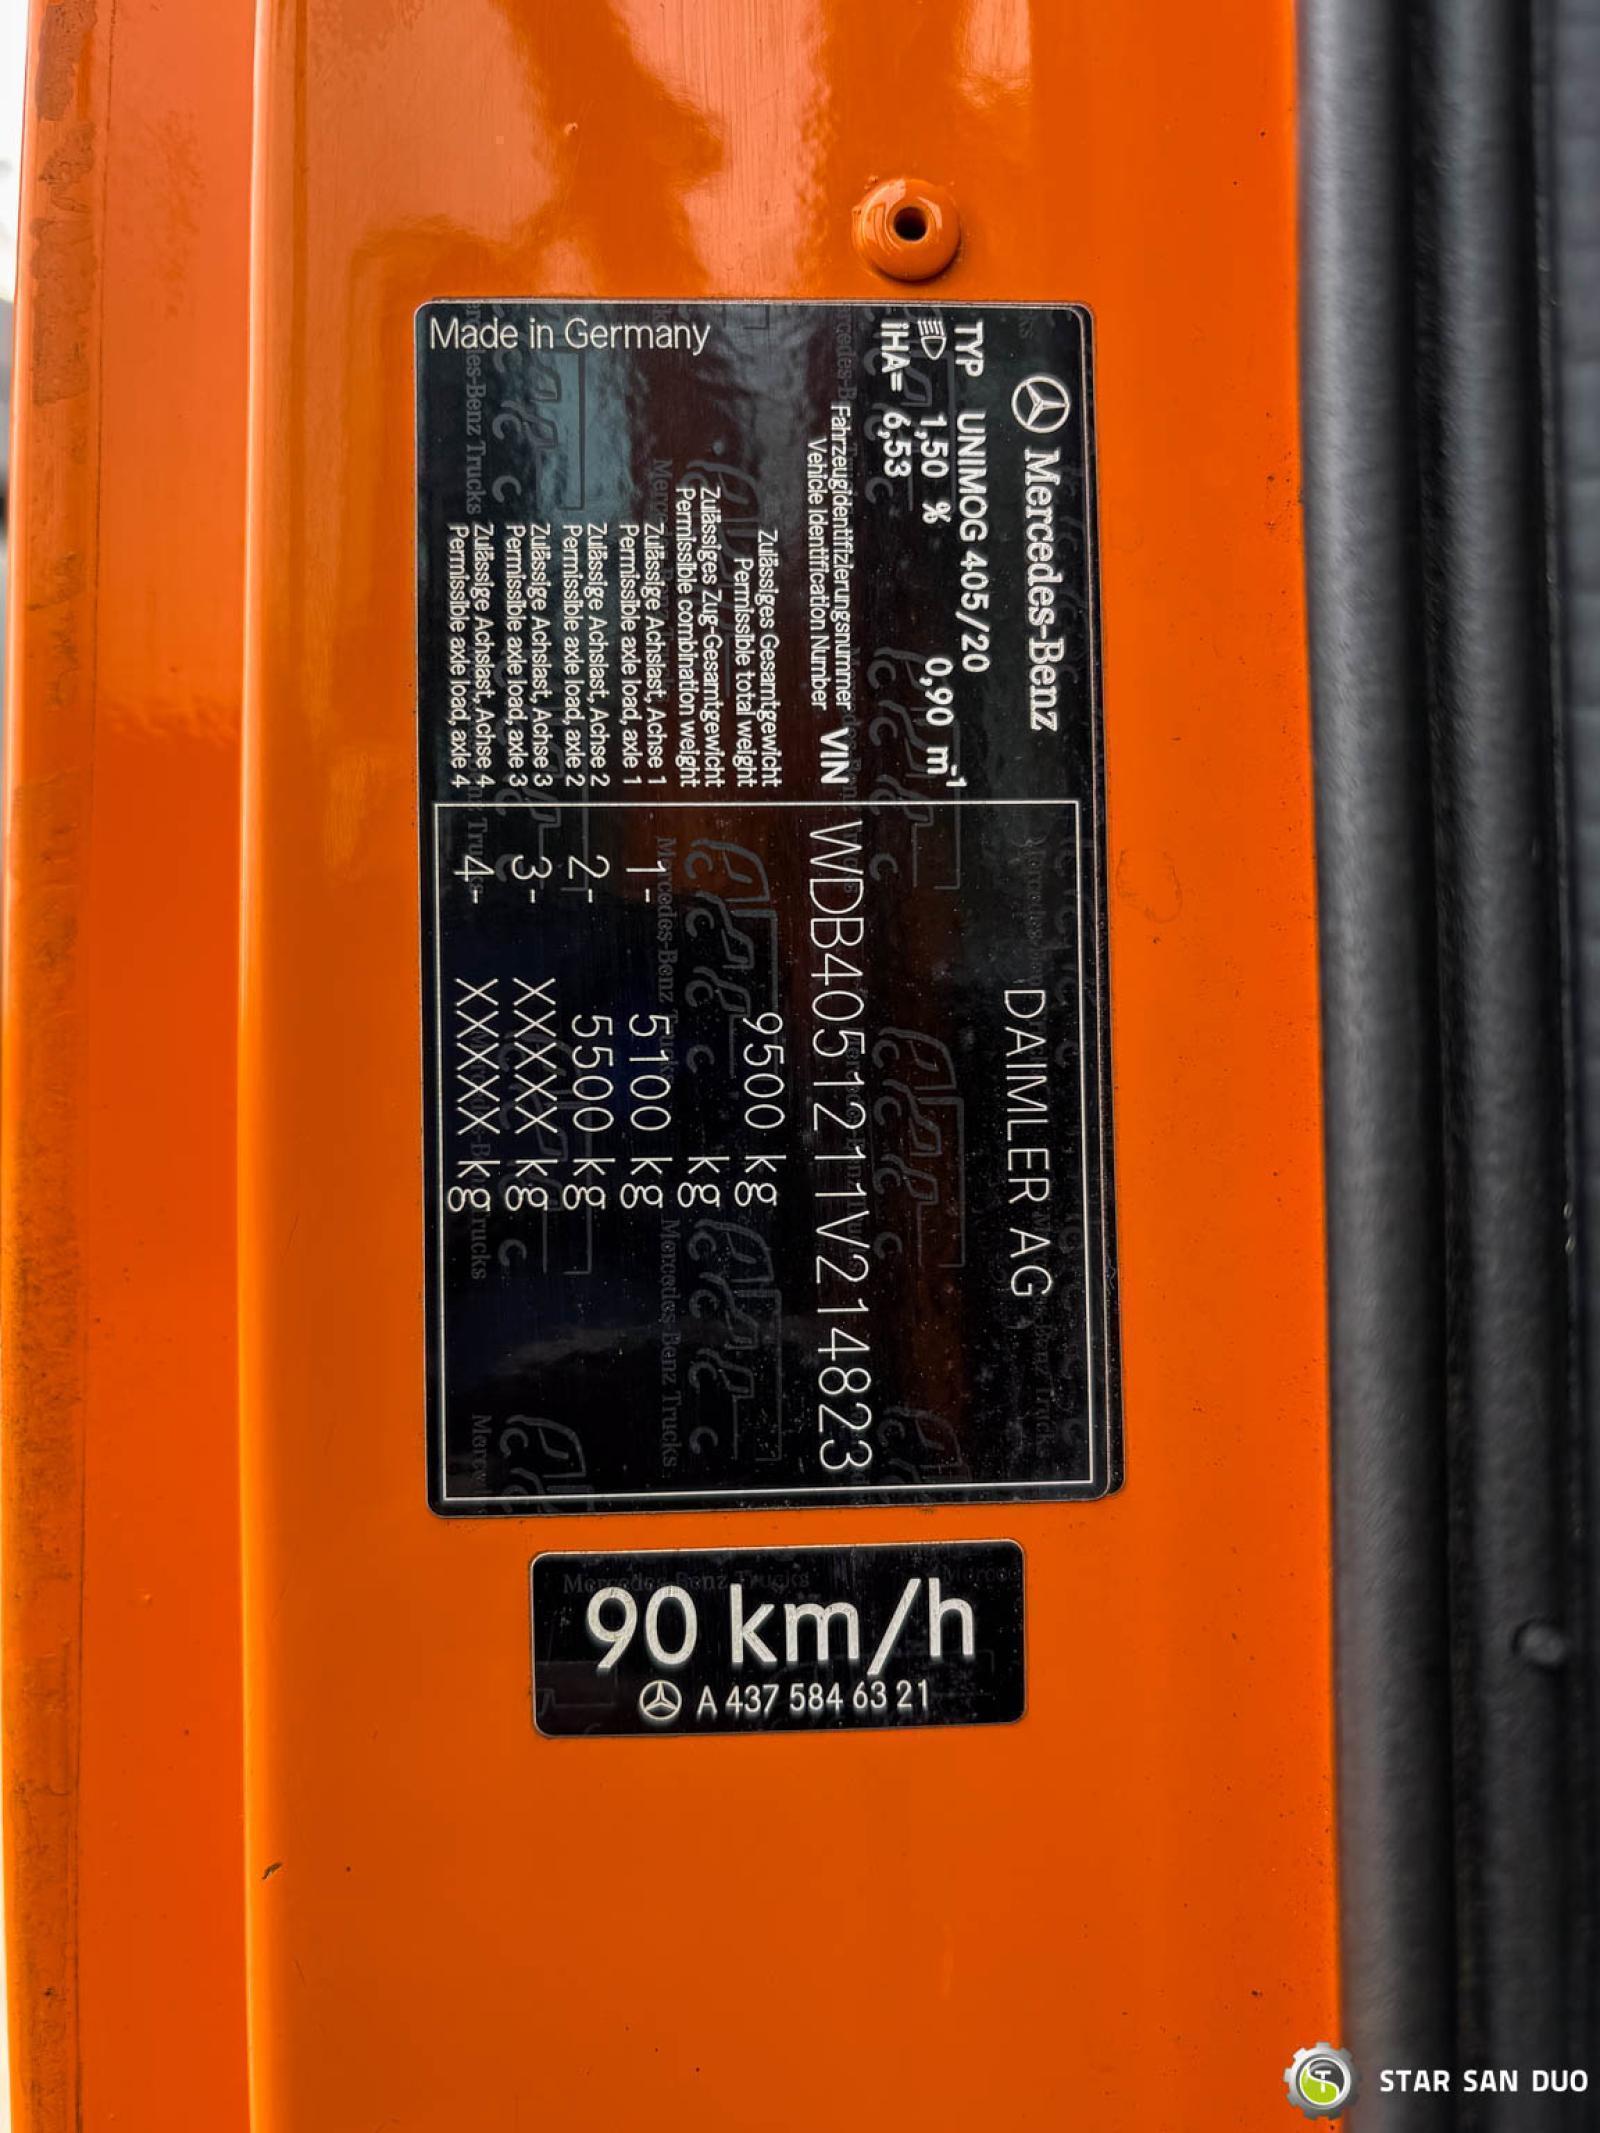 Mercedes-Benz
DAIMLER AG
TYP UNIMOG 405/20
1,50 % 0,90 m-1
iHA= 6,53
Fahrzeugidentifizierungsnummer
Vehicle Identification Number
VIN WDB4051211V214823
Zulässiges Gesamtgewicht
Permissible total weight
9500 kg
Zulässiges Zug-Gesamtgewicht
Permissible combination weight
kg
Zulässige Achslast, Achse 1
Permissible axle load, axle 1
1- 5100 kg
Zulässige Achslast, Achse 2
Permissible axle load, axle 2
2- 5500 kg
Zulässige Achslast, Achse 3
Permissible axle load, axle 3
3- XXXXX kg
Zulässige Achslast, Achse 4
Permissible axle load, axle 4
4- XXXXX kg
Made in Germany
90 km/h
A 437 584 63 21
STAR SAN DUO